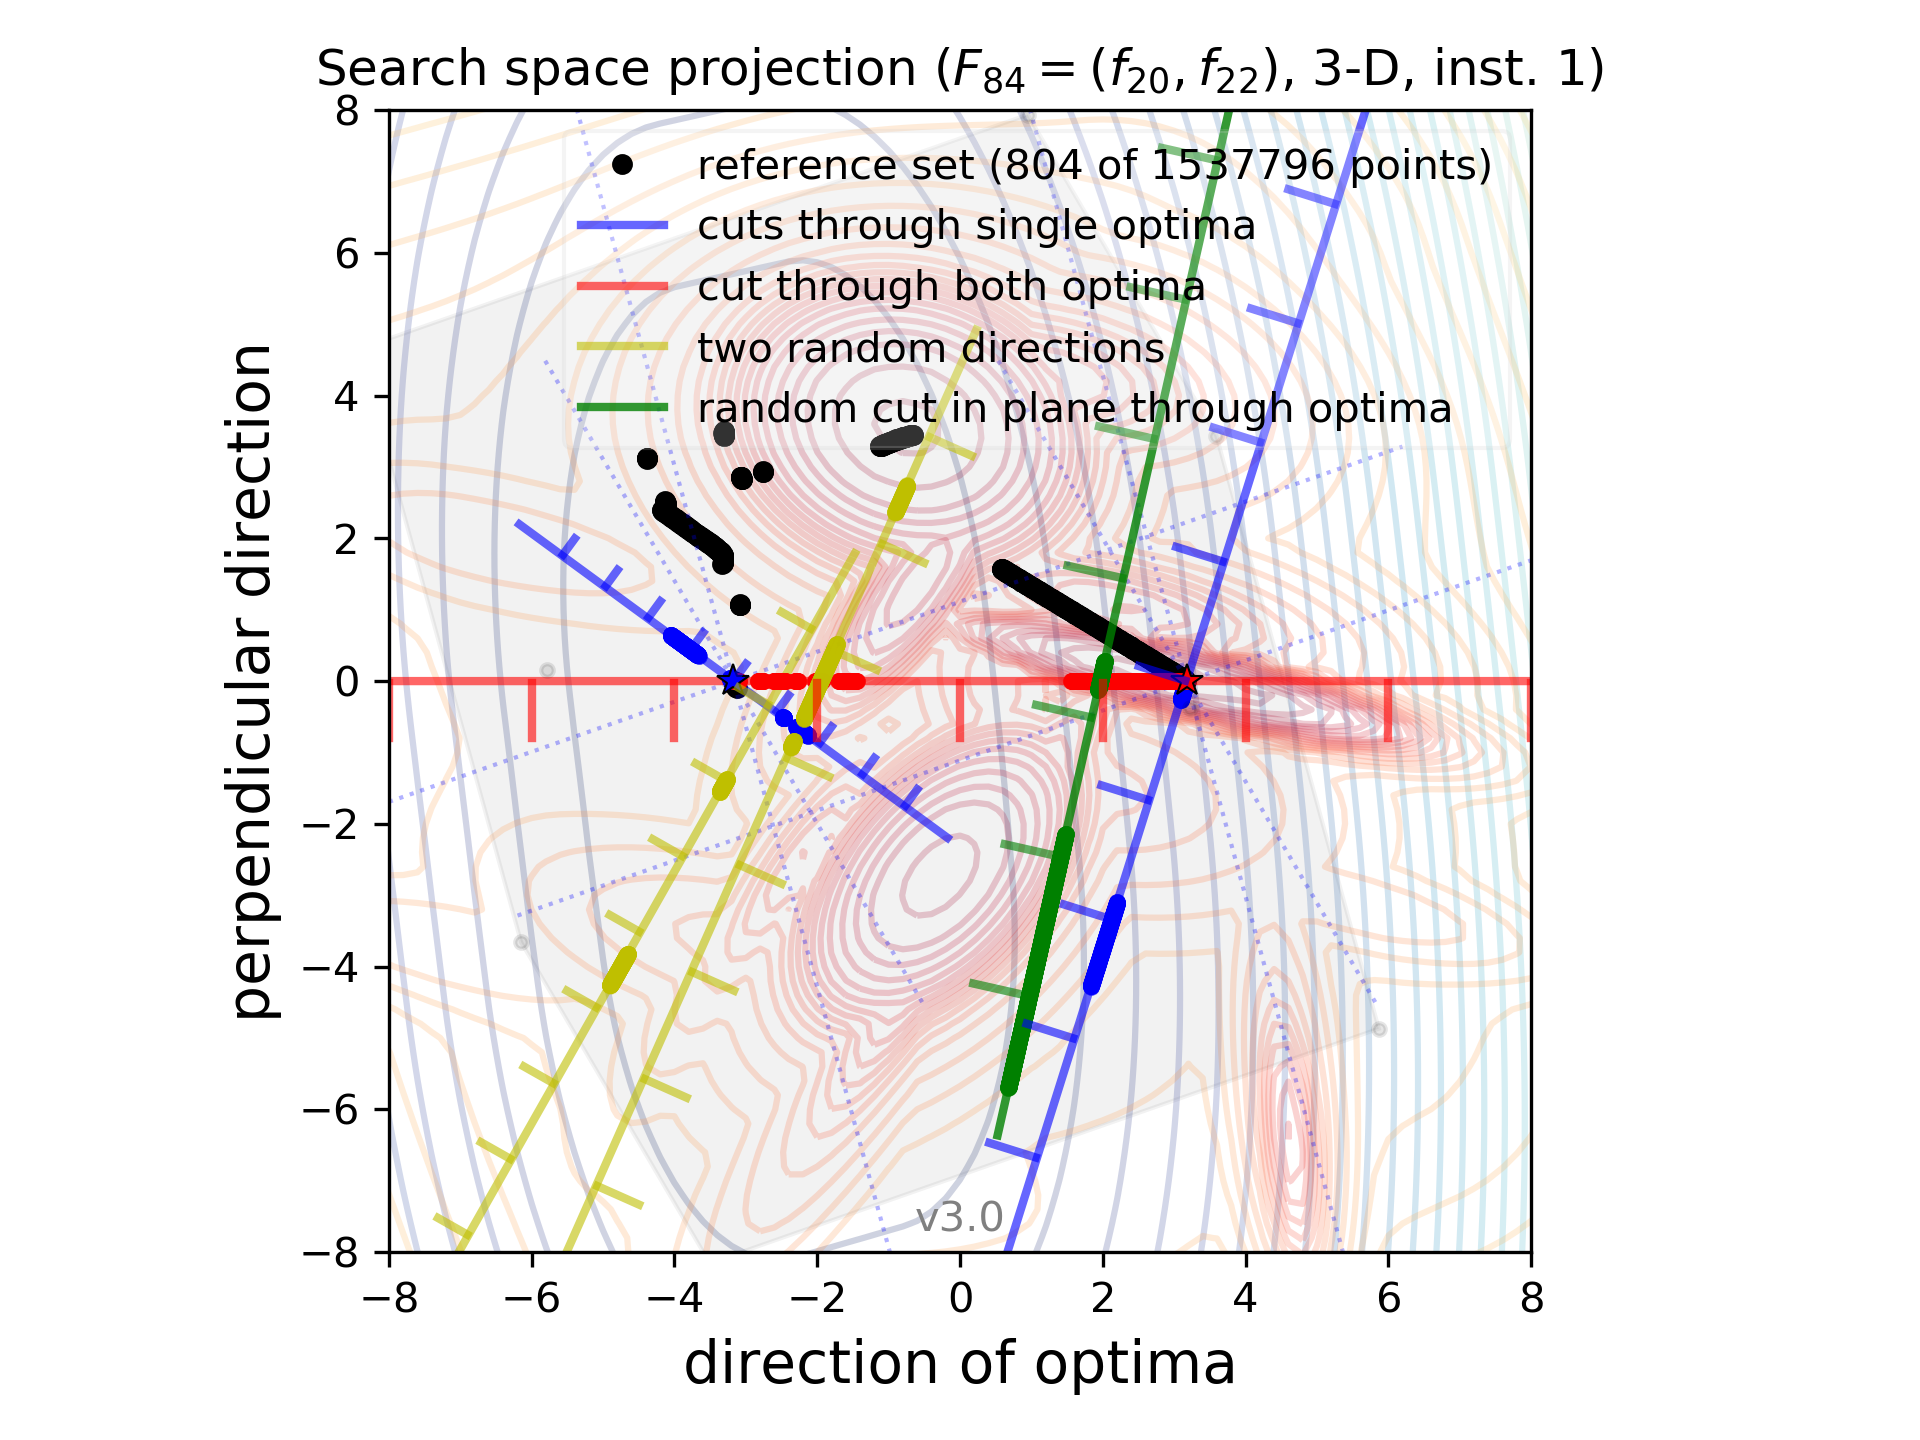 Search space projection (F84 = (f20, f22), 3-D, inst. 1)
8
6
4
2
0
−2
−4
−6
−8
perpendicular direction
reference set (804 of 1537796 points)
cuts through single optima
cut through both optima
two random directions
random cut in plane through optima
v3.0
−8 −6 −4 −2 0 2 4 6 8
direction of optima